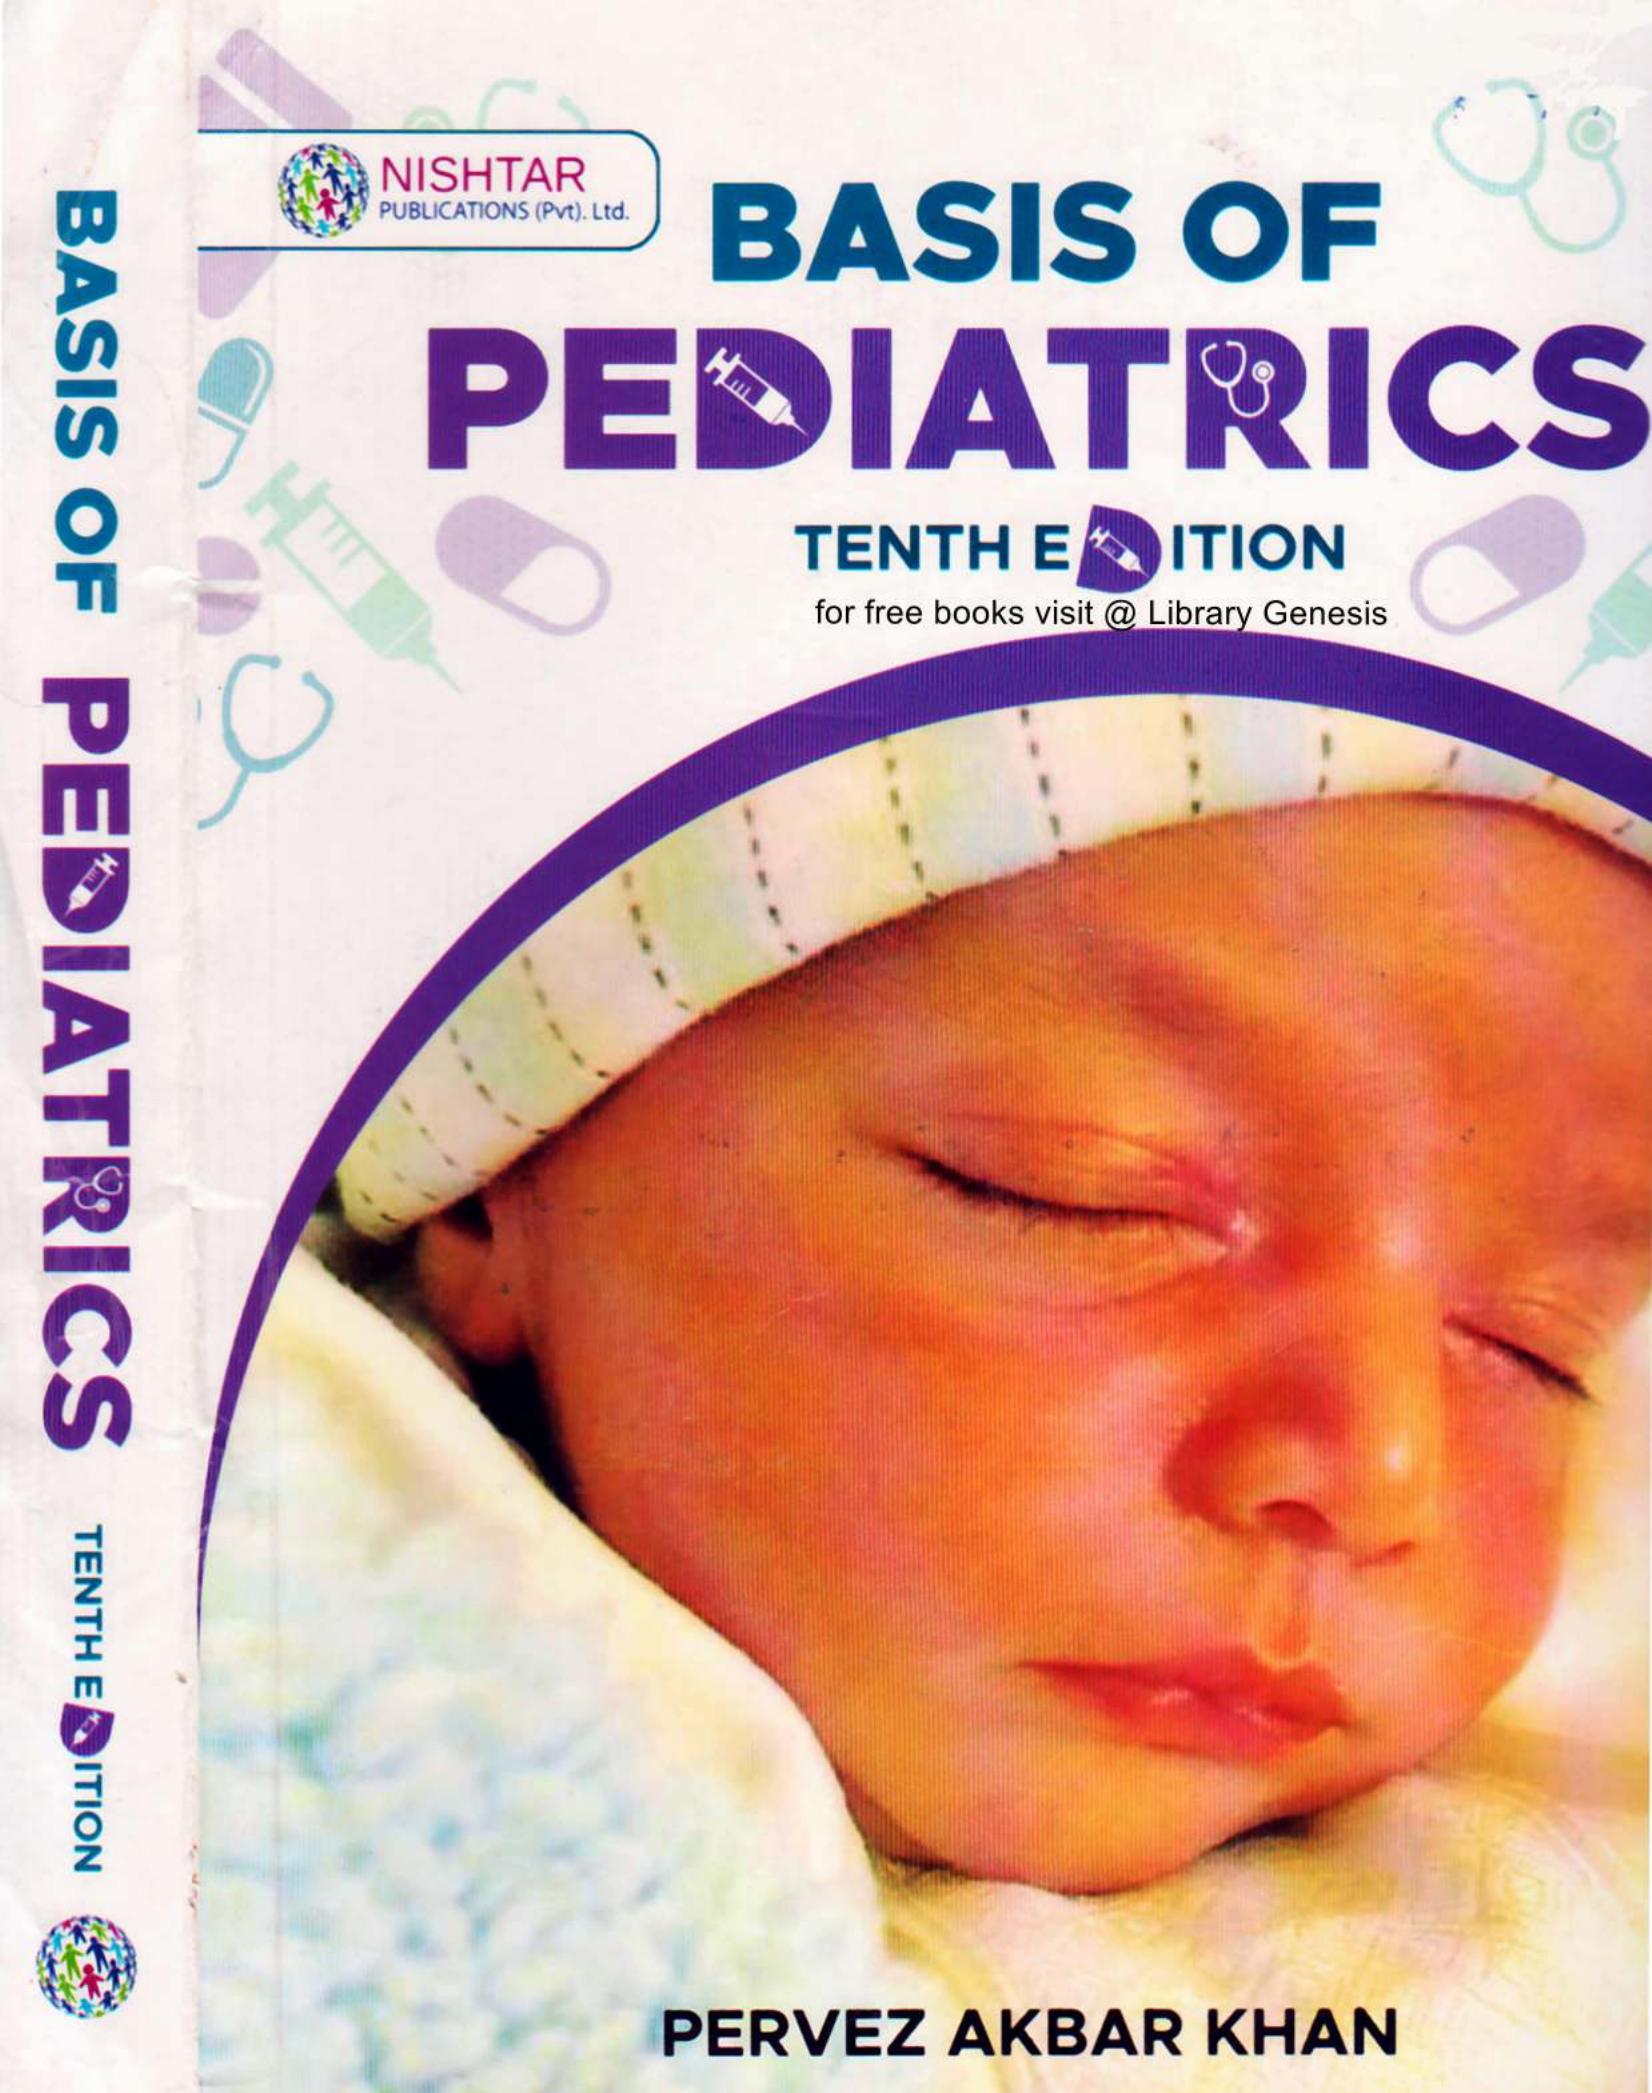 BASIS OF PEDIATRICS TENTH EDITION
NISHTAR
PUBLICATIONS (Pvt). Ltd.
BASIS OF
PEDIATRICS
TENTH EDITION
for free books visit @ Library Genesis
PERVEZ AKBAR KHAN